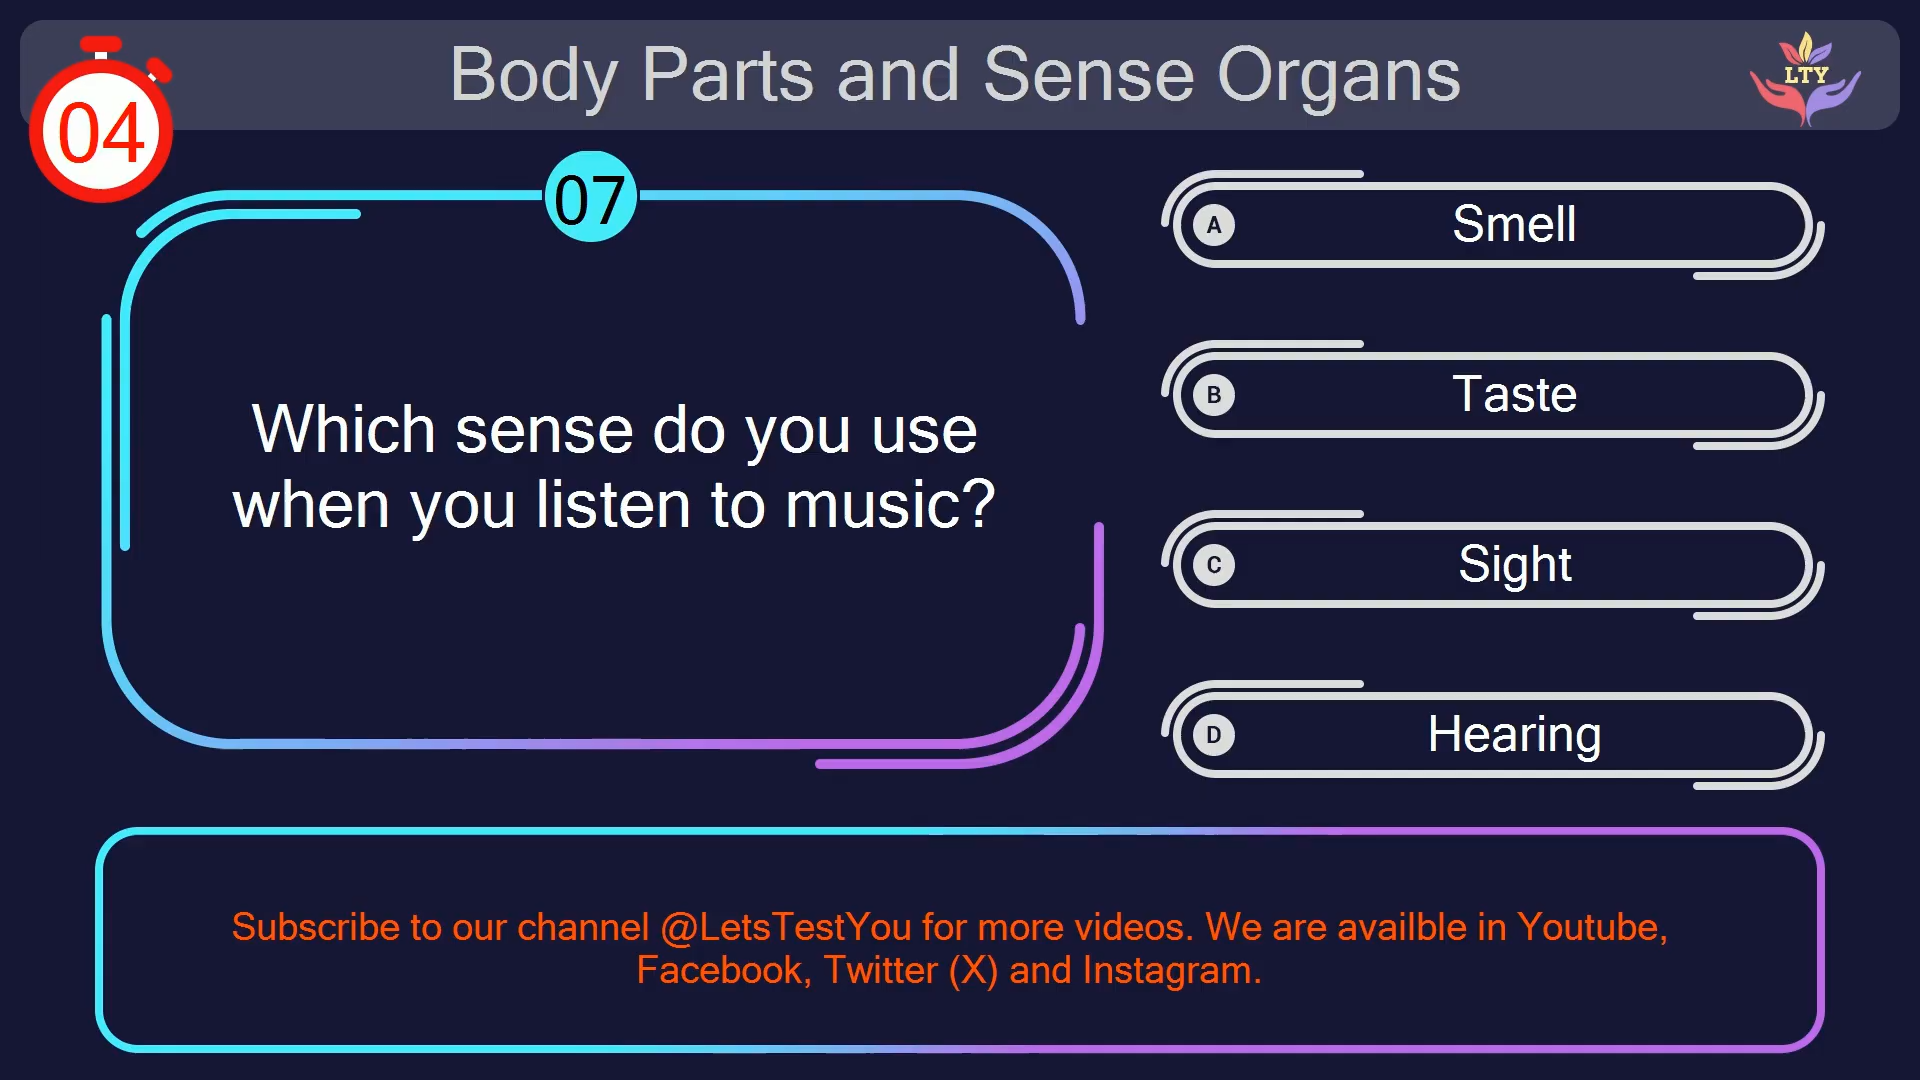 Body Parts and Sense Organs
LTY
04
07
Which sense do you use
when you listen to music?
A Smell
B Taste
C Sight
D Hearing
Subscribe to our channel @LetsTestYou for more videos. We are availble in Youtube,
Facebook, Twitter (X) and Instagram.